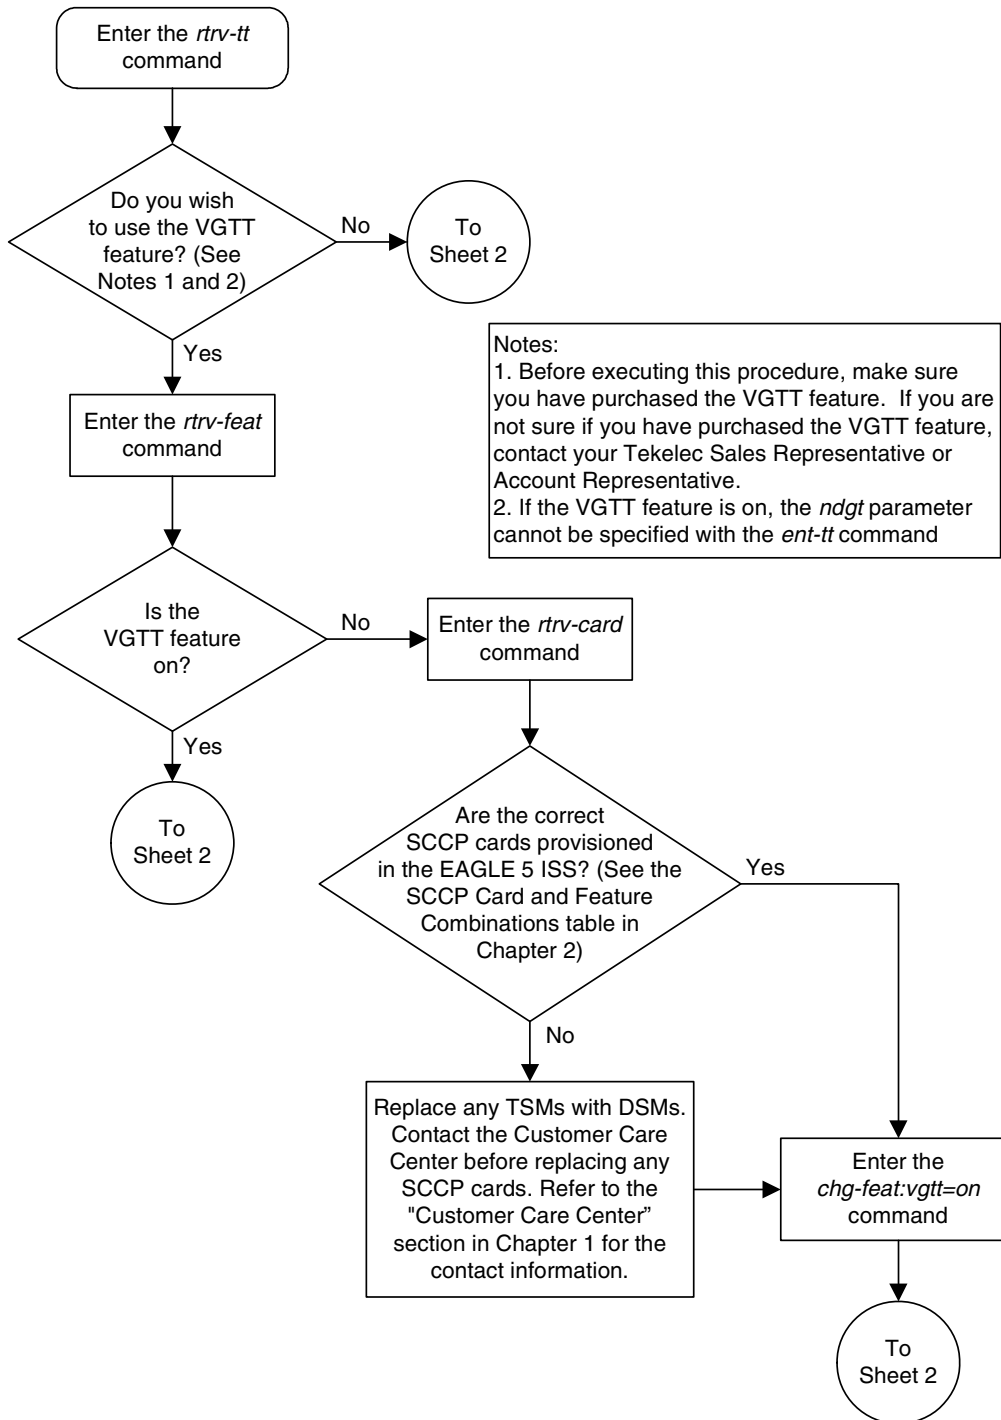 Enter the rtrv-tt
command
Do you wish
to use the VGTT
feature? (See
Notes 1 and 2)
No
To
Sheet 2
Yes
Notes:
1. Before executing this procedure, make sure
you have purchased the VGTT feature.  If you are
not sure if you have purchased the VGTT feature,
contact your Tekelec Sales Representative or
Account Representative.
2. If the VGTT feature is on, the ndgt parameter
cannot be specified with the ent-tt command
Enter the rtrv-feat
command
Is the
VGTT feature
on?
No
Enter the rtrv-card
command
Yes
To
Sheet 2
Are the correct
SCCP cards provisioned
in the EAGLE 5 ISS? (See the
SCCP Card and Feature
Combinations table in
Chapter 2)
Yes
No
Replace any TSMs with DSMs.
Contact the Customer Care
Center before replacing any
SCCP cards. Refer to the
"Customer Care Center”
section in Chapter 1 for the
contact information.
Enter the
chg-feat:vgtt=on
command
To
Sheet 2